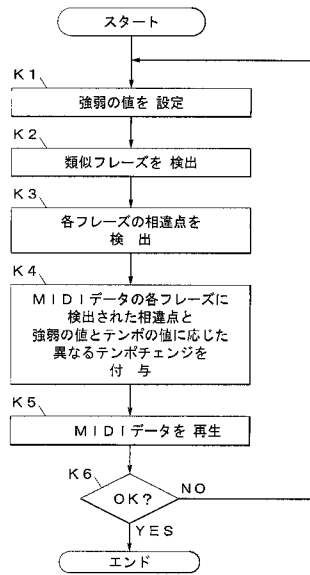 スタート
K1
強弱の値を 設定
K2
類似フレーズを 検出
K3
各フレーズの相違点を
検 出
K4
MIDIデータの各フレーズに
検出された相違点と
強弱の値とテンポの値に応じた
異なるテンポチェンジを
付 与
K5
MIDIデータを 再生
K6
OK?
NO
YES
エンド